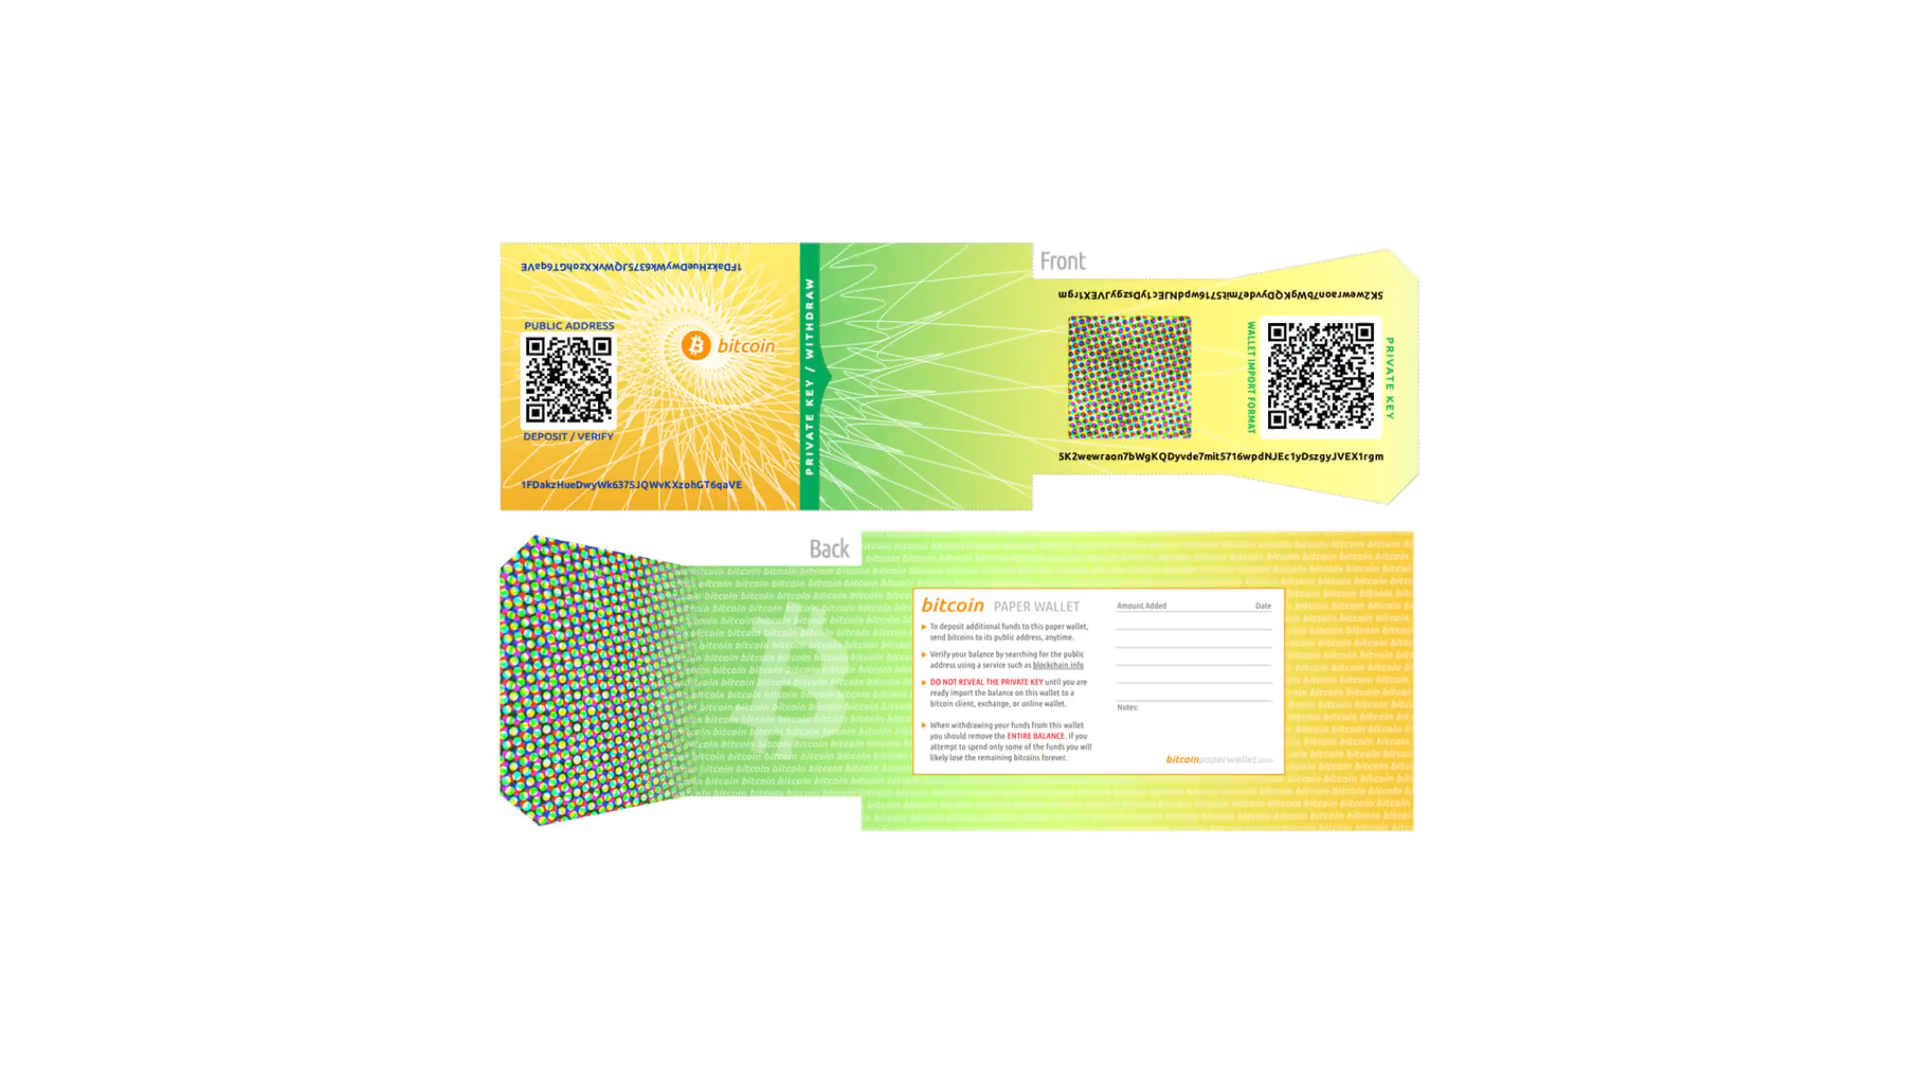 Front
1FDakzHueDwyWk6375JQWvKXzohGT6qaVE
PUBLIC ADDRESS
bitcoin
DEPOSIT / VERIFY
1FDakzHueDwyWk6375JQWvKXzohGT6qaVE
PRIVATE KEY / WITHDRAW
5K2wewraon7bWgKQDyvde7mit5716wpdNJEc1yDszgyJVEX1rgm
WALLET IMPORT FORMAT
PRIVATE KEY
5K2wewraon7bWgKQDyvde7mit5716wpdNJEc1yDszgyJVEX1rgm
Back
bitcoin PAPER WALLET
To deposit additional funds to this paper wallet,
send bitcoins to its public address, anytime.
Verify your balance by searching for the public
address using a service such as blockchain.info
DO NOT REVEAL THE PRIVATE KEY until you are
ready import the balance on this wallet to a
bitcoin client, exchange, or online wallet.
When withdrawing your funds from this wallet
you should remove the ENTIRE BALANCE. If you
attempt to spend only some of the funds you will
likely lose the remaining bitcoins forever.
Amount Added Date
Notes:
bitcoinpaperwallet.com